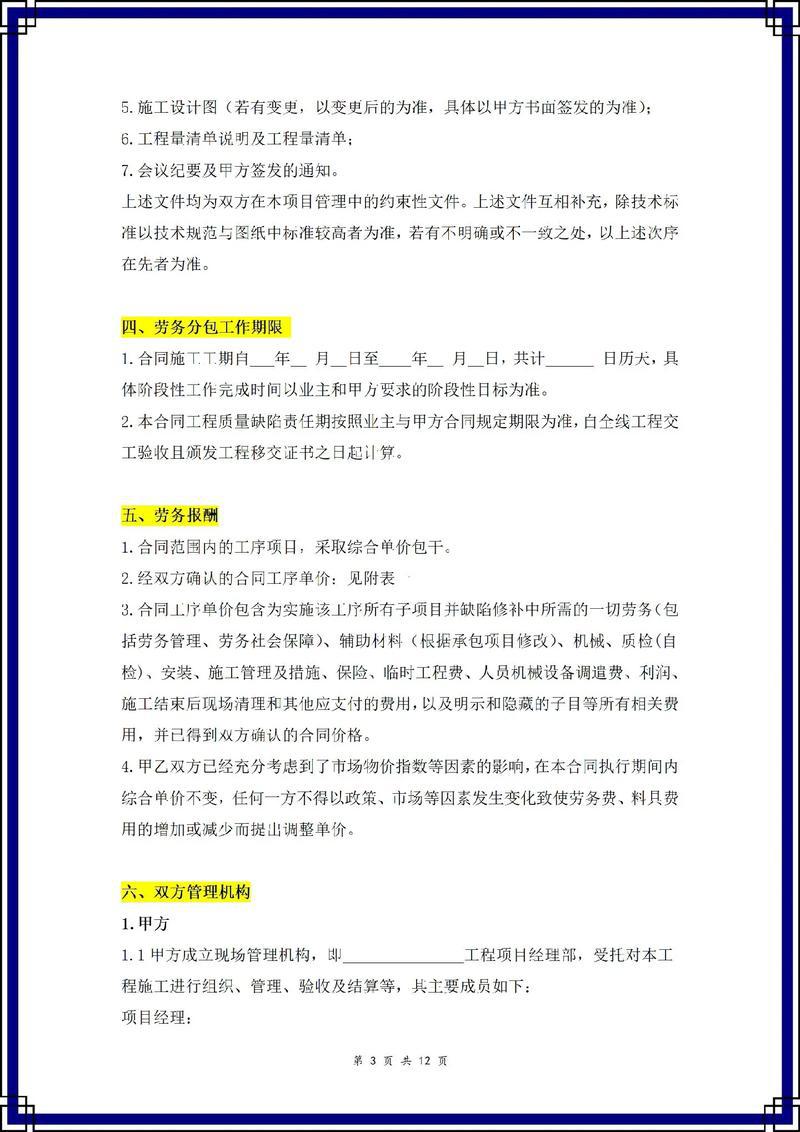 5.施工设计图（若有变更，以变更后的为准，具体以甲方书面签发的为准）；
6.工程量清单说明及工程量清单；
7.会议纪要及甲方签发的通知。
上述文件均为双方在本项目管理中的约束性文件。上述文件互相补充，除技术标
准以技术规范与图纸中标准较高者为准，若有不明确或不一致之处，以上述次序
在先者为准。
四、劳务分包工作期限
1.合同施工工期自___年__ 月__日至____年__ 月__日，共计______ 日历天，具
体阶段性工作完成时间以业主和甲方要求的阶段性目标为准。
2.本合同工程质量缺陷责任期按照业主与甲方合同规定期限为准，自全线工程交
工验收且颁发工程移交证书之日起计算。
五、劳务报酬
1.合同范围内的工序项目，采取综合单价包干。
2.经双方确认的合同工序单价：见附表
3.合同工序单价包含为实施该工序所有子项目并缺陷修补中所需的一切劳务（包
括劳务管理、劳务社会保障）、辅助材料（根据承包项目修改）、机械、质检(自
检)、安装、施工管理及措施、保险、临时工程费、人员机械设备调遣费、利润、
施工结束后现场清理和其他应支付的费用，以及明示和隐藏的子目等所有相关费
用，并已得到双方确认的合同价格。
4.甲乙双方已经充分考虑到了市场物价指数等因素的影响，在本合同执行期间内
综合单价不变，任何一方不得以政策、市场等因素发生变化致使劳务费、料具费
用的增加或减少而提出调整单价。
六、双方管理机构
1.甲方
1.1甲方成立现场管理机构，即_______________工程项目经理部，受托对本工
程施工进行组织、管理、验收及结算等，其主要成员如下：
项目经理：
第 3 页 共 12 页